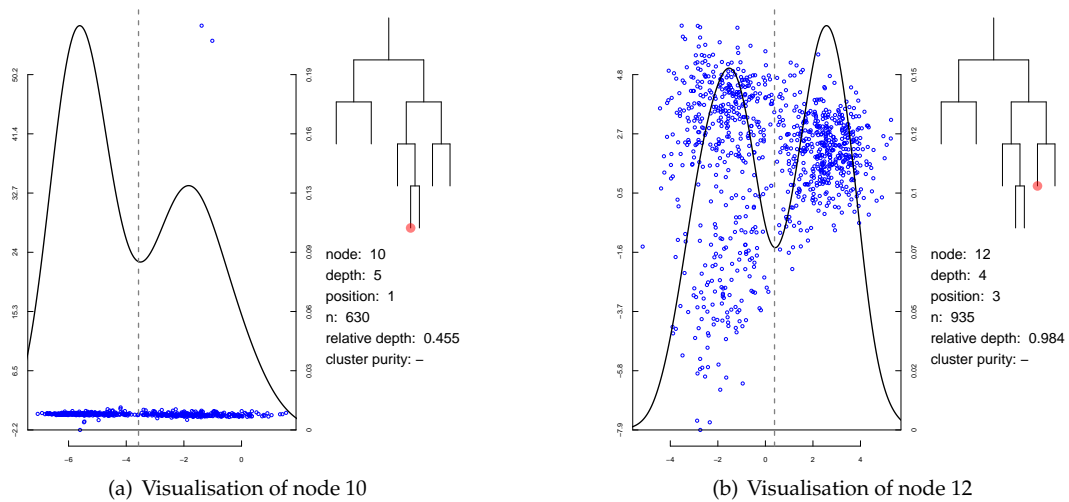 50.2
41.4
32.7
24
15.3
6.5
−2.2
0.19
0.16
0.13
0.09
0.06
0.03
0
−6
−4
−2
0
node: 10
depth: 5
position: 1
n: 630
relative depth: 0.455
cluster purity: –
(a) Visualisation of node 10
4.8
2.7
0.5
−1.6
−3.7
−5.8
−7.9
0.15
0.12
0.1
0.07
0.05
0.02
0
−4
−2
0
2
4
node: 12
depth: 4
position: 3
n: 935
relative depth: 0.984
cluster purity: –
(b) Visualisation of node 12